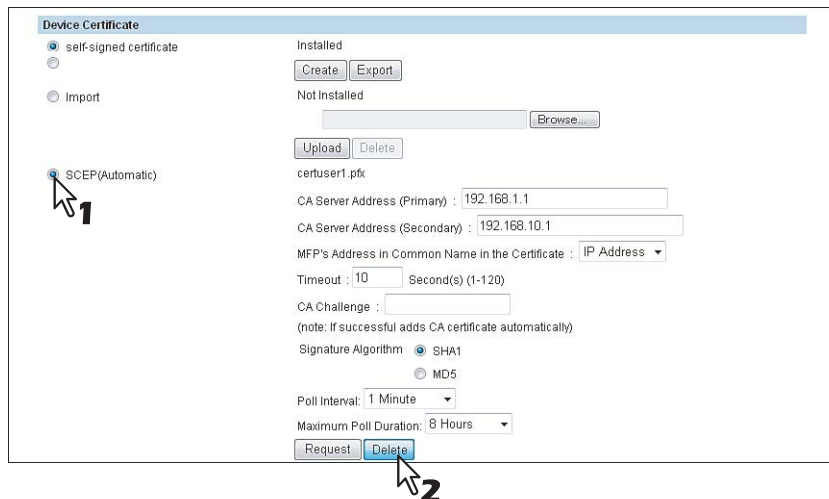 Device Certificate
self-signed certificate Installed
Create Export
Import Not Installed
Browse...
Upload Delete
SCEP(Automatic) certuser1.pfx
1
CA Server Address (Primary) : 192.168.1.1
CA Server Address (Secondary) : 192.168.10.1
MFP's Address in Common Name in the Certificate : IP Address
Timeout : 10 Second(s) (1-120)
CA Challenge :
(note: If successful adds CA certificate automatically)
Signature Algorithm SHA1
MD5
Poll Interval: 1 Minute
Maximum Poll Duration: 8 Hours
Request Delete
2